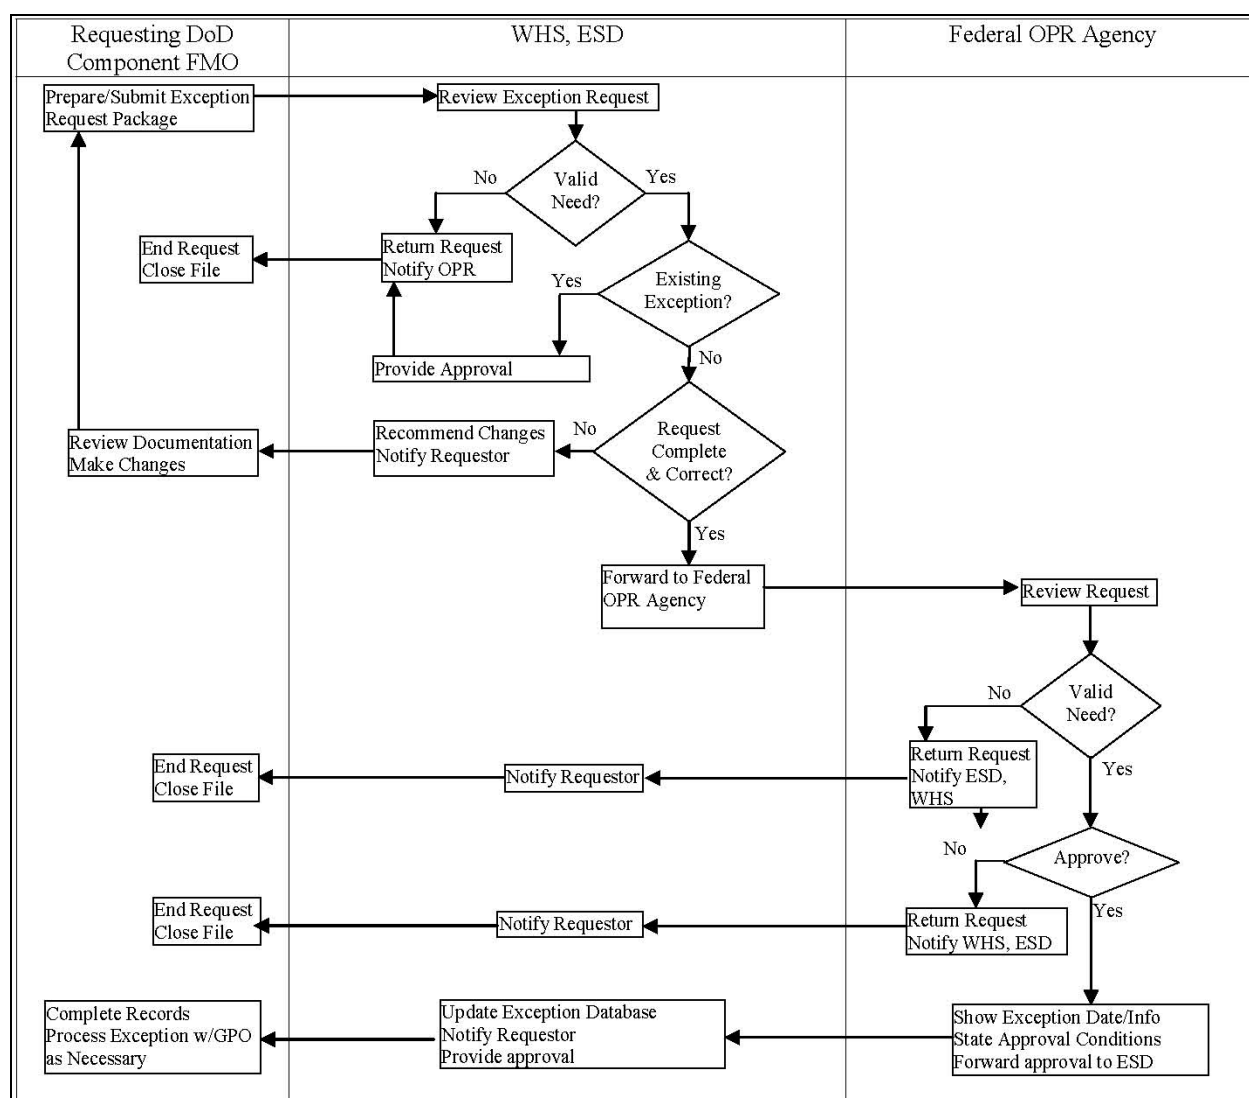 Requesting DoD
Component FMO
WHS, ESD
Federal OPR Agency
Prepare/Submit Exception
Request Package
Review Exception Request
Valid
Need?
No
Yes
End Request
Close File
Return Request
Notify OPR
Yes
Existing
Exception?
No
Provide Approval
Review Documentation
Make Changes
Recommend Changes
Notify Requestor
No
Request
Complete
& Correct?
Yes
Forward to Federal
OPR Agency
Review Request
No
Valid
Need?
Yes
End Request
Close File
Notify Requestor
Return Request
Notify ESD,
WHS
No
Approve?
Yes
End Request
Close File
Notify Requestor
Return Request
Notify WHS, ESD
Complete Records
Process Exception w/GPO
as Necessary
Update Exception Database
Notify Requestor
Provide approval
Show Exception Date/Info
State Approval Conditions
Forward approval to ESD